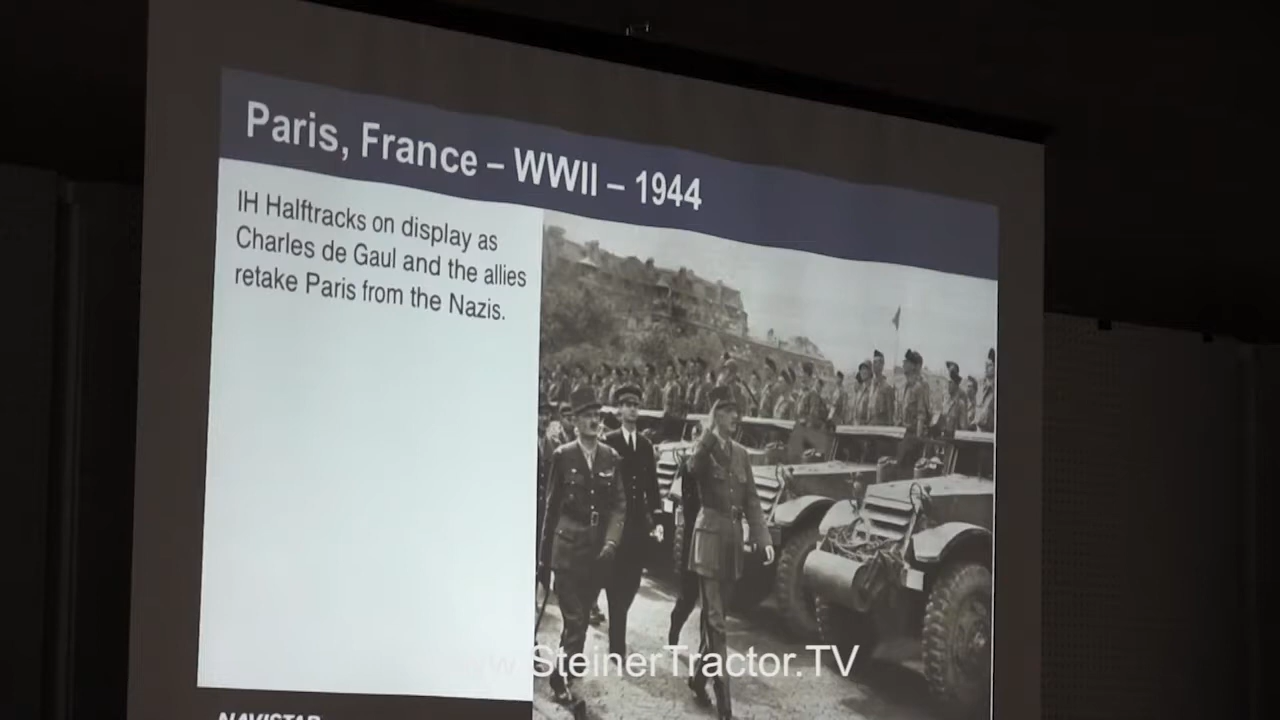 Paris, France – WWII – 1944
IH Halftracks on display as
Charles de Gaul and the allies
retake Paris from the Nazis.
SteinerTractor.TV
NAVISTAR